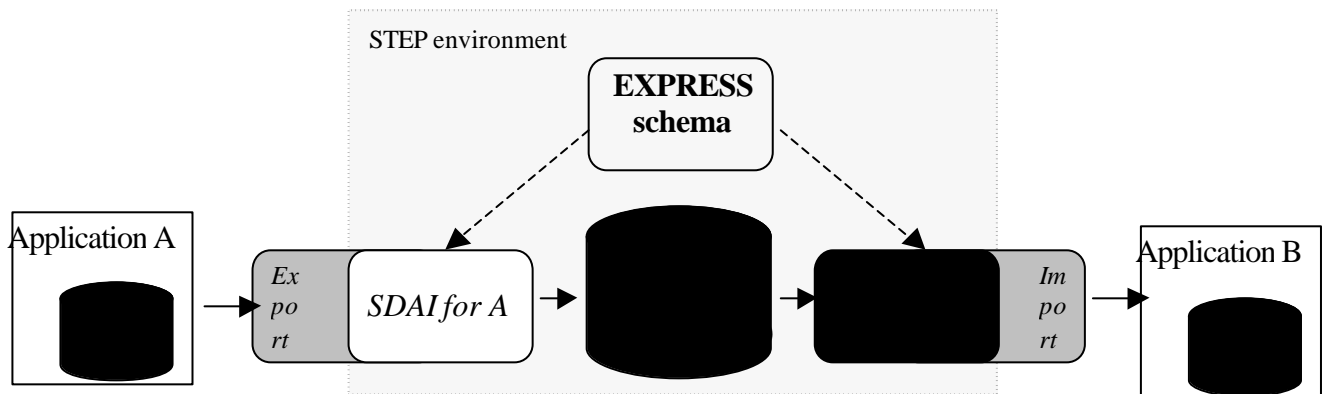 STEP environment
EXPRESS
schema
Application A
Ex
po
rt
SDAI for A
Im
po
rt
Application B